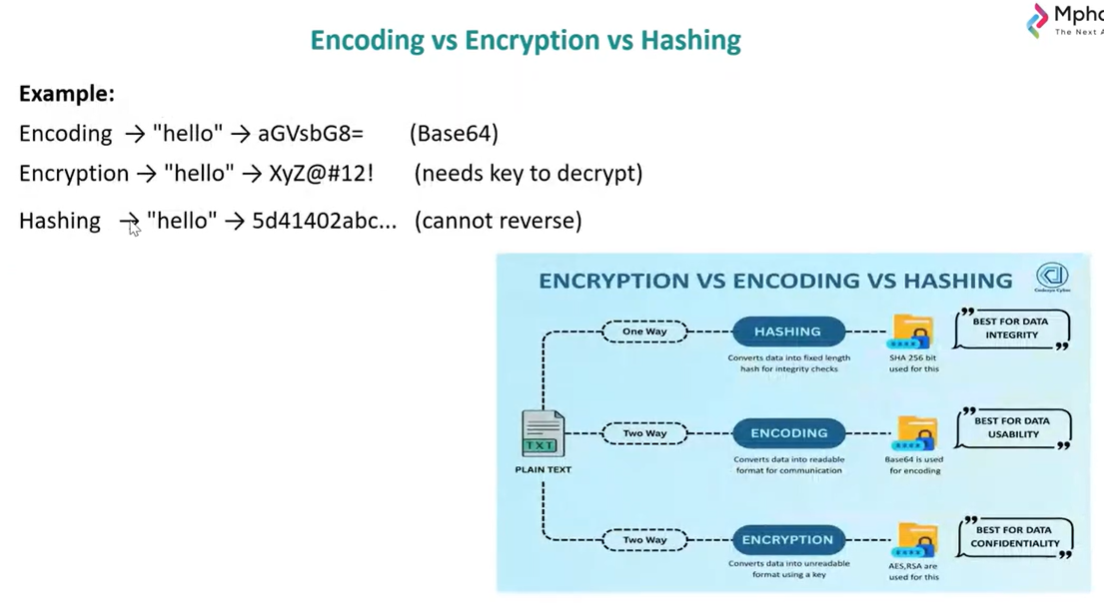 Encoding vs Encryption vs Hashing
The Next
Example:
Encoding → "hello" → aGVsbG8= (Base64)
Encryption → "hello" → XyZ@#12! (needs key to decrypt)
Hashing → "hello" → 5d41402abc... (cannot reverse)
ENCRYPTION VS ENCODING VS HASHING
One Way
HASHING
Converts data into fixed length
hash for integrity checks
SHA 256 bit
used for this
BEST FOR DATA
INTEGRITY
TXT
PLAIN TEXT
Two Way
ENCODING
Converts data into readable
format for communication
Base64 is used
for encoding
BEST FOR DATA
USABILITY
Two Way
ENCRYPTION
Converts data into unreadable
format using a key
AES,RSA are
used for this
BEST FOR DATA
CONFIDENTIALITY